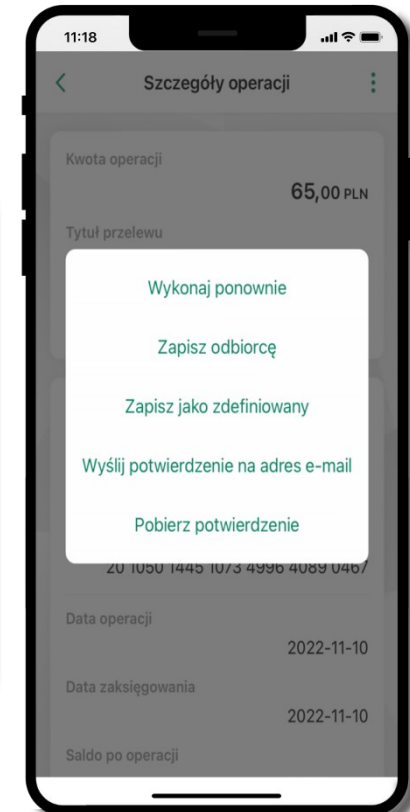 11:18
Szczegóły operacji
Kwota operacji
65,00 PLN
Tytuł przelewu
Wykonaj ponownie
Zapisz odbiorcę
Zapisz jako zdefiniowany
Wyślij potwierdzenie na adres e-mail
Pobierz potwierdzenie
20 1050 1445 1073 4996 4089 0467
Data operacji
2022-11-10
Data zaksięgowania
2022-11-10
Saldo po operacji